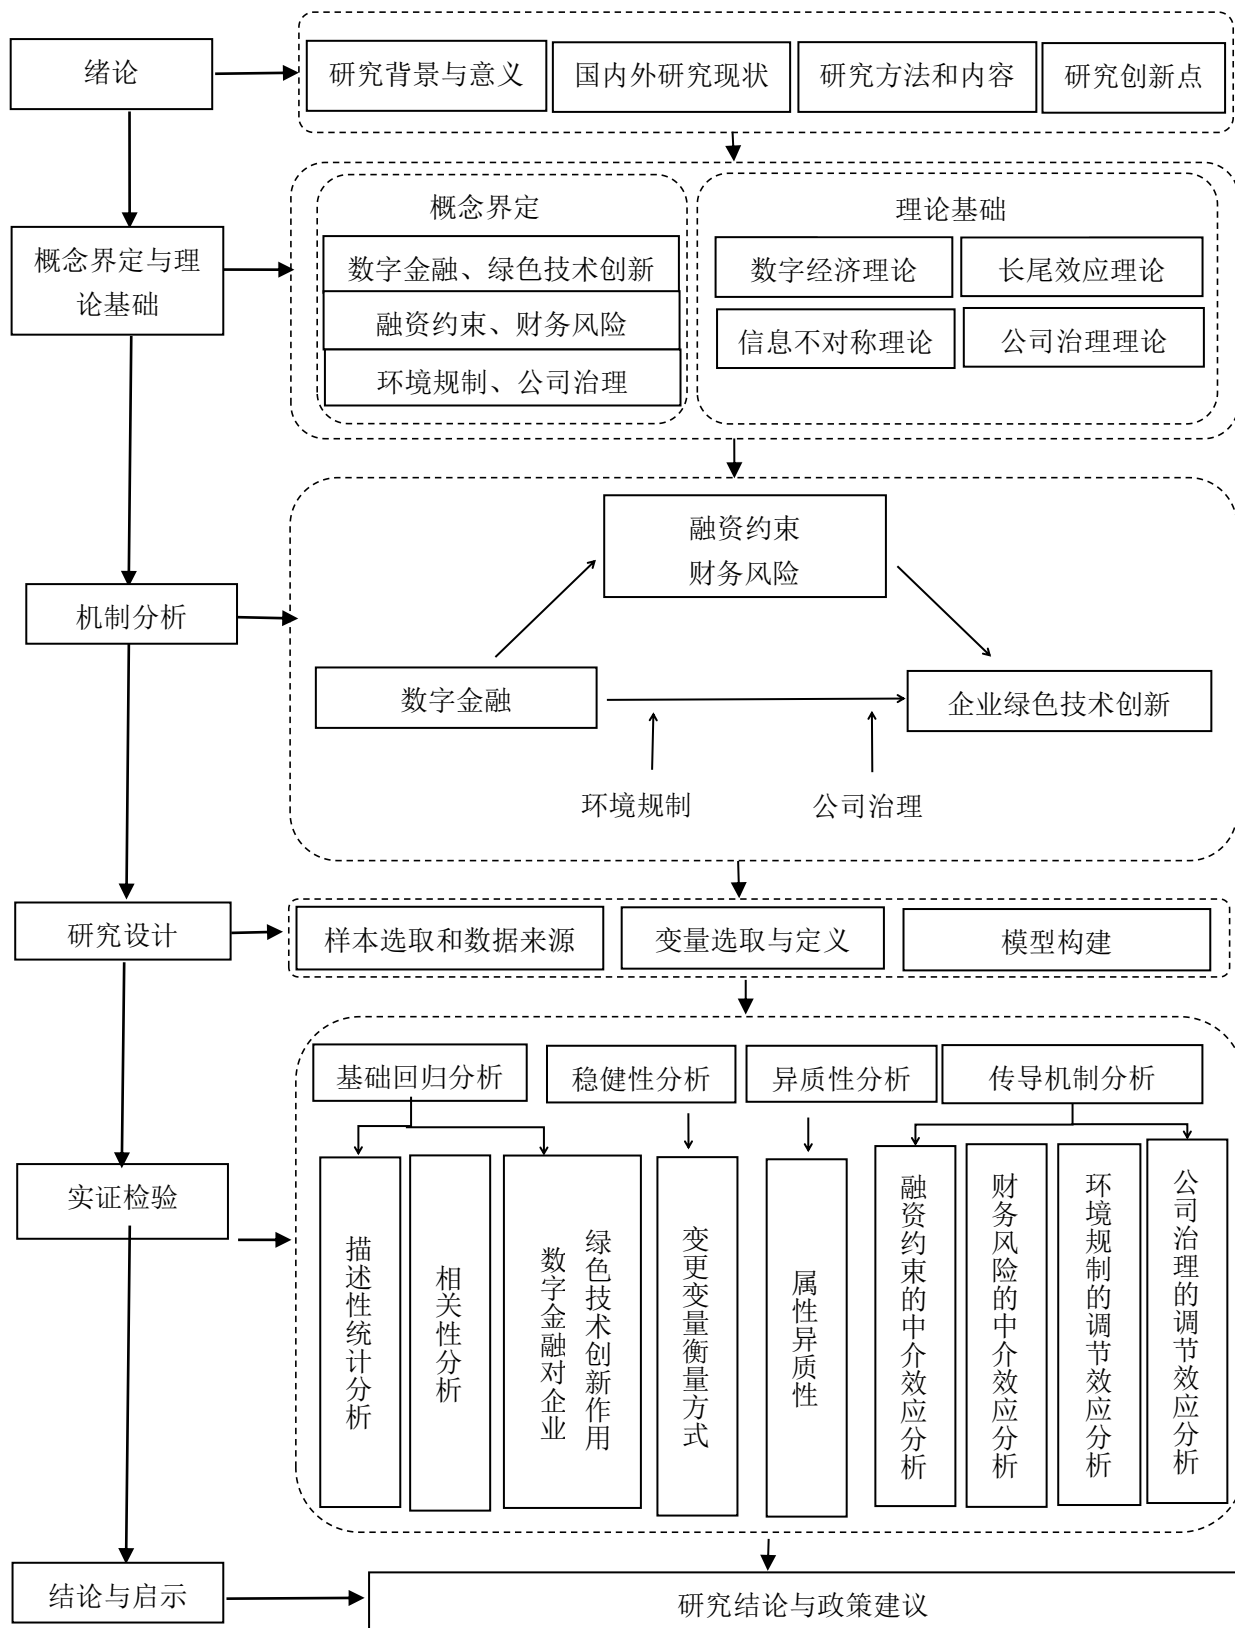 绪论
研究背景与意义
国内外研究现状
研究方法和内容
研究创新点
概念界定与理
论基础
概念界定
数字金融、绿色技术创新
融资约束、财务风险
环境规制、公司治理
理论基础
数字经济理论
长尾效应理论
信息不对称理论
公司治理理论
机制分析
融资约束
财务风险
数字金融
企业绿色技术创新
环境规制
公司治理
研究设计
样本选取和数据来源
变量选取与定义
模型构建
实证检验
基础回归分析
稳健性分析
异质性分析
传导机制分析
描述性统计分析
相关性分析
数字金融对企业
绿色技术创新作用
变更变量衡量方式
属性异质性
融资约束的中介效应分析
财务风险的中介效应分析
环境规制的调节效应分析
公司治理的调节效应分析
结论与启示
研究结论与政策建议